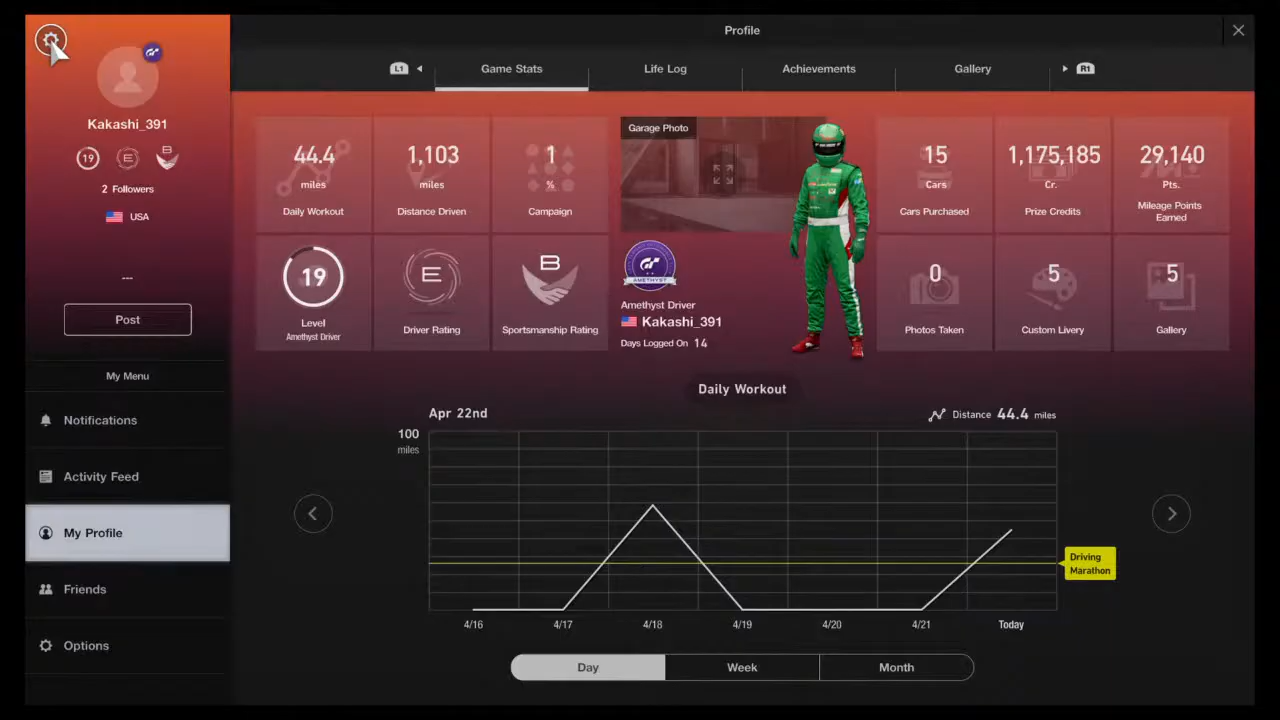 Profile
L1
Game Stats
Life Log
Achievements
Gallery
R1
Kakashi_391
19
E
B
2 Followers
USA
---
Post
My Menu
Notifications
Activity Feed
My Profile
Friends
Options
44.4
miles
Daily Workout
1,103
miles
Distance Driven
1
%
Campaign
19
Level
Amethyst Driver
E
Driver Rating
B
Sportsmanship Rating
Garage Photo
AMETHYST
Amethyst Driver
Kakashi_391
Days Logged On 14
15
Cars
Cars Purchased
1,175,185
Cr.
Prize Credits
29,140
Pts.
Mileage Points
Earned
0
Photos Taken
5
Custom Livery
5
Gallery
Daily Workout
Apr 22nd
Distance 44.4 miles
100
miles
Driving
Marathon
4/16
4/17
4/18
4/19
4/20
4/21
Today
Day
Week
Month